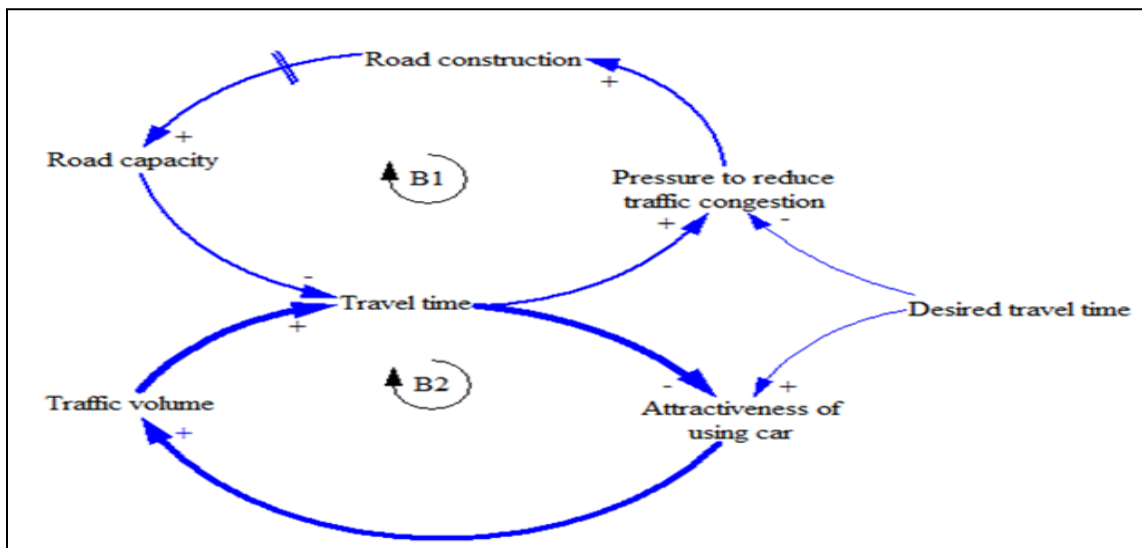 Road construction
+
+
Road capacity
B1
Pressure to reduce
traffic congestion
+
-
-
Travel time
+
Desired travel time
B2
-
+
Traffic volume
+
Attractiveness of
using car